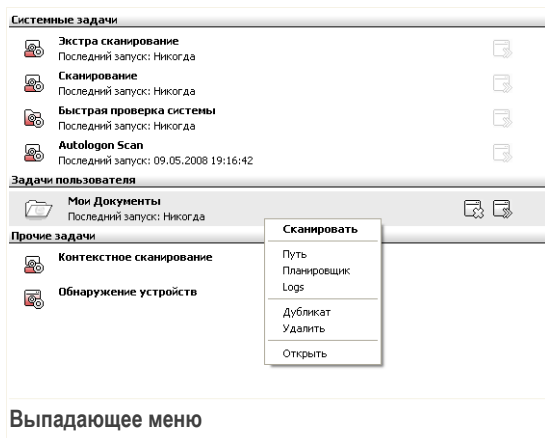 Системные задачи
Экстра сканирование
Последний запуск: Никогда
Сканирование
Последний запуск: Никогда
Быстрая проверка системы
Последний запуск: Никогда
Autologon Scan
Последний запуск: 09.05.2008 19:16:42
Задачи пользователя
Мои Документы
Последний запуск: Никогда
Прочие задачи
Контекстное сканирование
Обнаружение устройств
Сканировать
Путь
Планировщик
Logs
Дубликат
Удалить
Открыть
Выпадающее меню